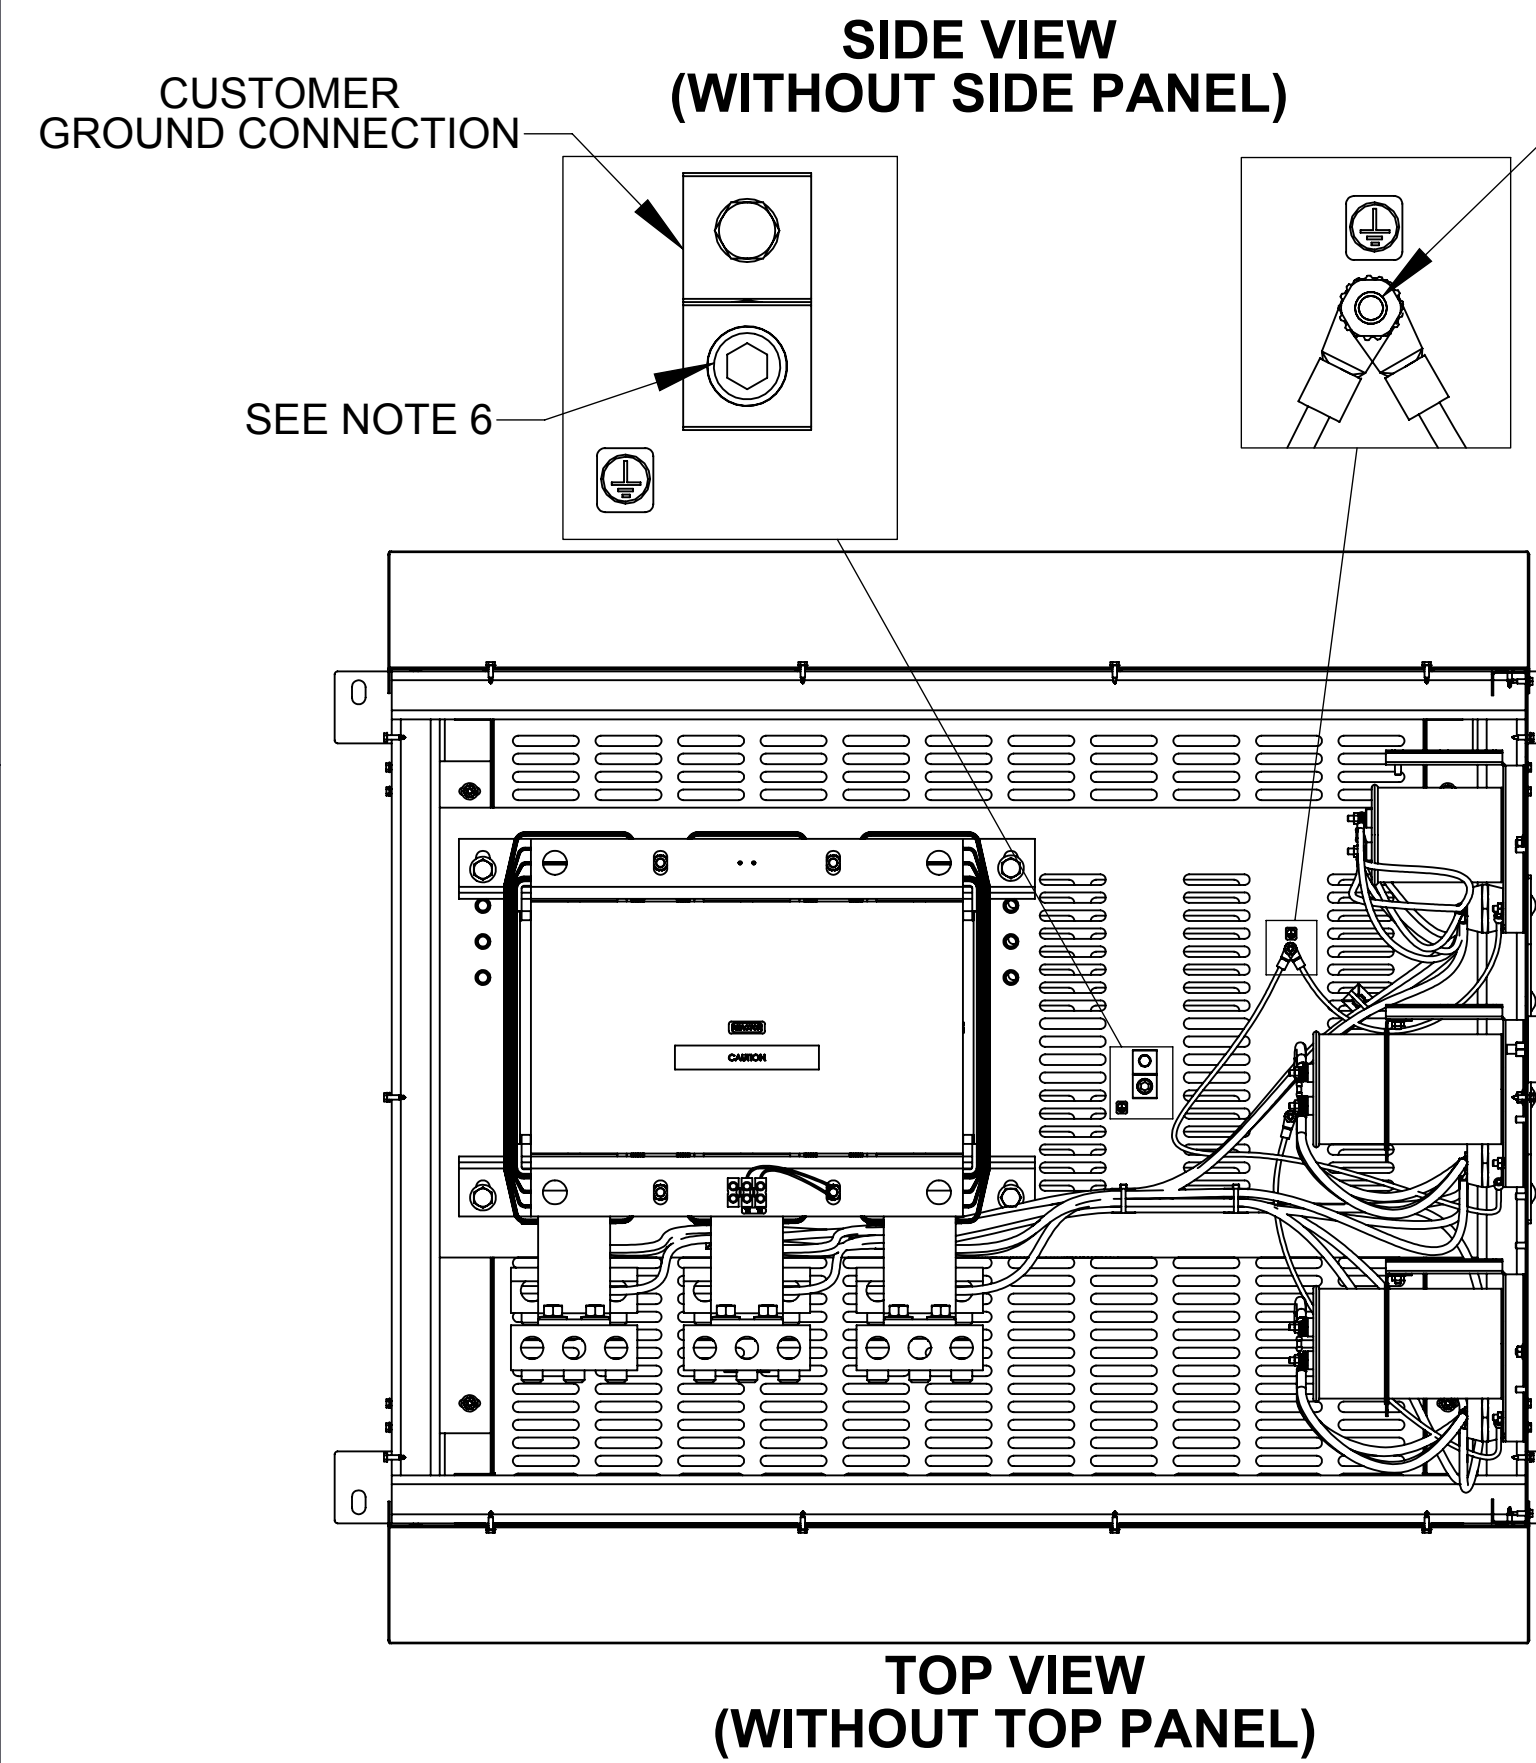 SIDE VIEW
(WITHOUT SIDE PANEL)
CUSTOMER
GROUND CONNECTION
SEE NOTE 6
CAUTION
TOP VIEW
(WITHOUT TOP PANEL)